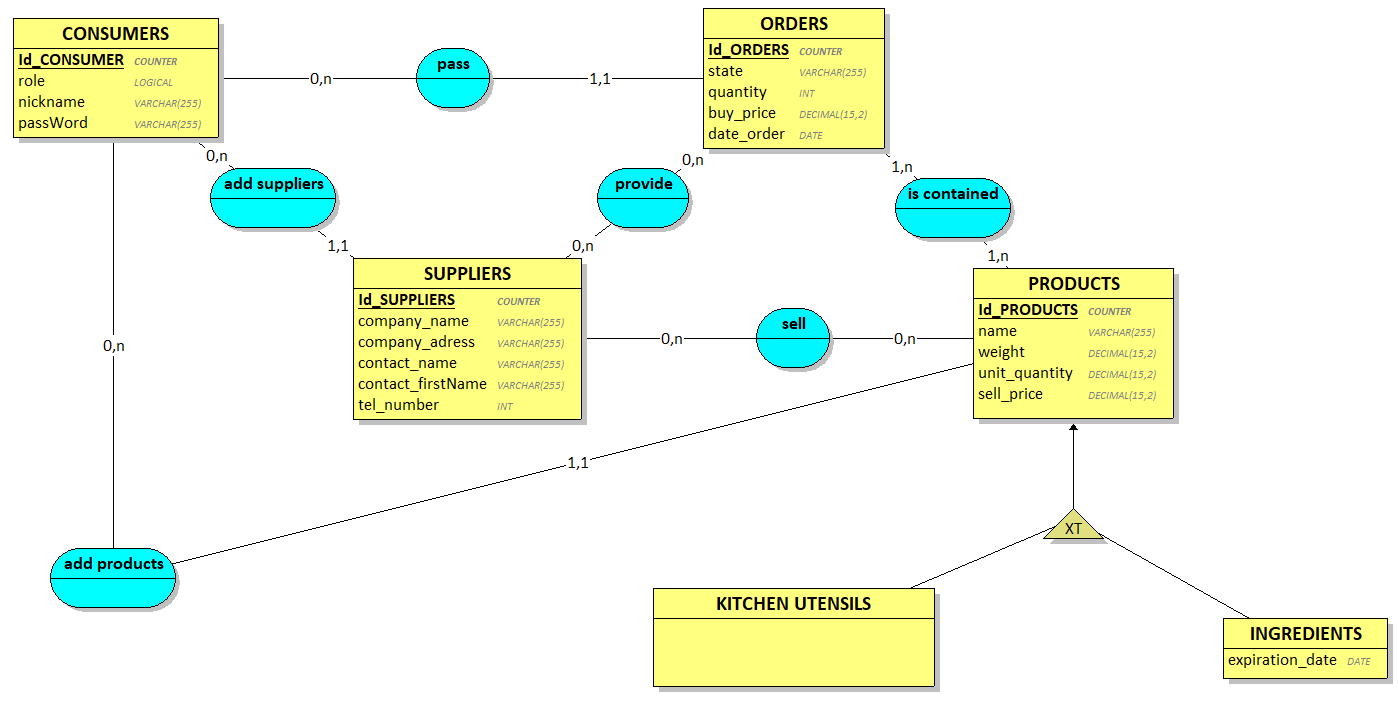 CONSUMERS
Id_CONSUMER COUNTER
role LOGICAL
nickname VARCHAR(255)
passWord VARCHAR(255)
0,n
pass
1,1
ORDERS
Id_ORDERS COUNTER
state VARCHAR(255)
quantity INT
buy_price DECIMAL(15,2)
date_order DATE
0,n
add suppliers
1,1
0,n
provide
0,n
1,n
is contained
1,n
SUPPLIERS
Id_SUPPLIERS COUNTER
company_name VARCHAR(255)
company_adress VARCHAR(255)
contact_name VARCHAR(255)
contact_firstName VARCHAR(255)
tel_number INT
0,n
sell
0,n
PRODUCTS
Id_PRODUCTS COUNTER
name VARCHAR(255)
weight DECIMAL(15,2)
unit_quantity DECIMAL(15,2)
sell_price DECIMAL(15,2)
0,n
1,1
add products
XT
KITCHEN UTENSILS
INGREDIENTS
expiration_date DATE